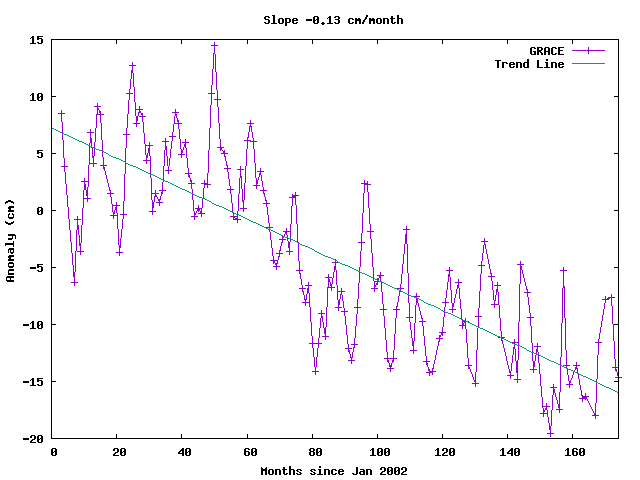 Slope -0.13 cm/month
GRACE
Trend Line
15
10
5
0
-5
-10
-15
-20
Anomaly (cm)
0 20 40 60 80 100 120 140 160
Months since Jan 2002